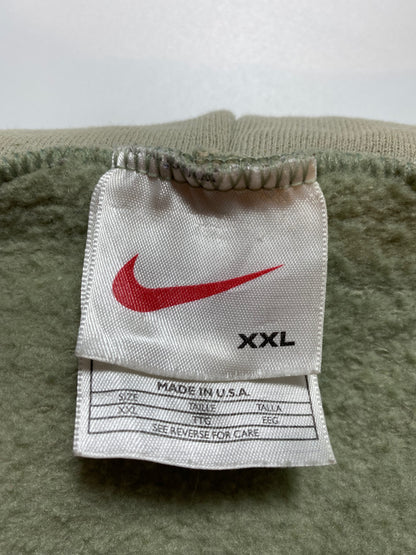 XXL
MADE IN U.S.A.
SIZE TAILLE TALLA
XXL TTG EEG
SEE REVERSE FOR CARE